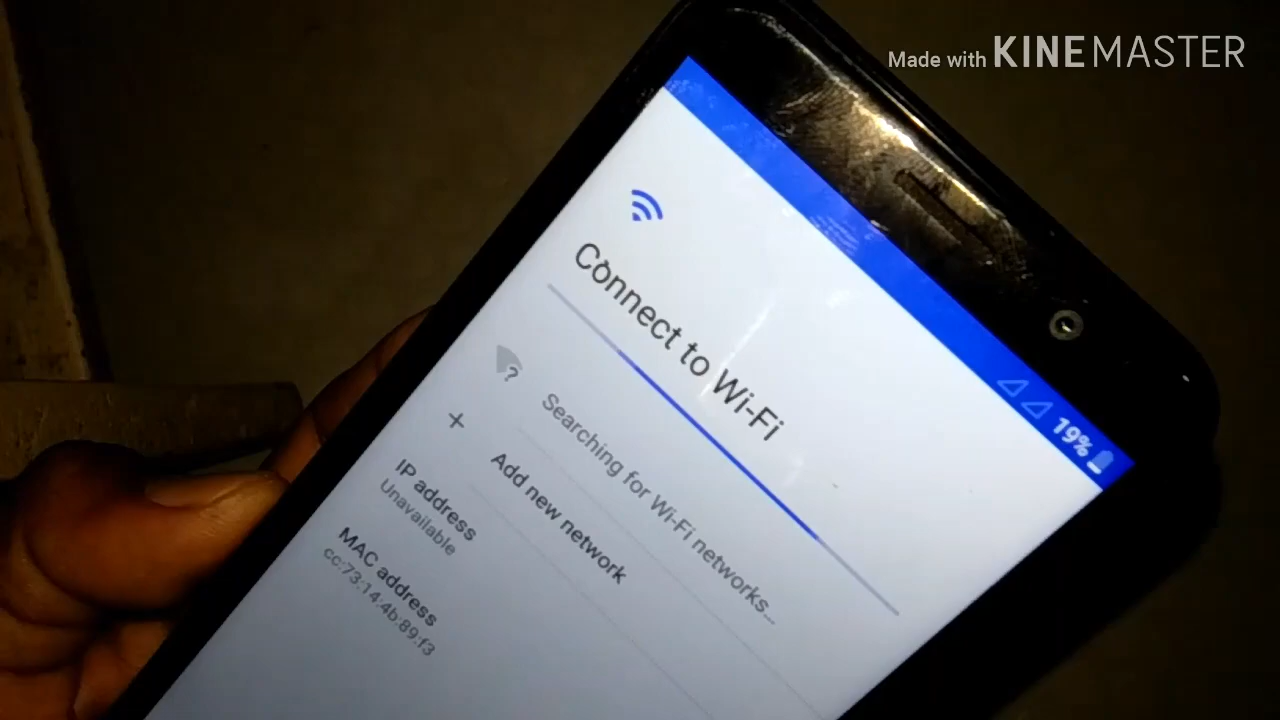 Made with KINEMASTER
19%
Connect to Wi-Fi
Searching for Wi-Fi networks...
Add new network
IP address
Unavailable
MAC address
cc:73:14:4b:89:f3